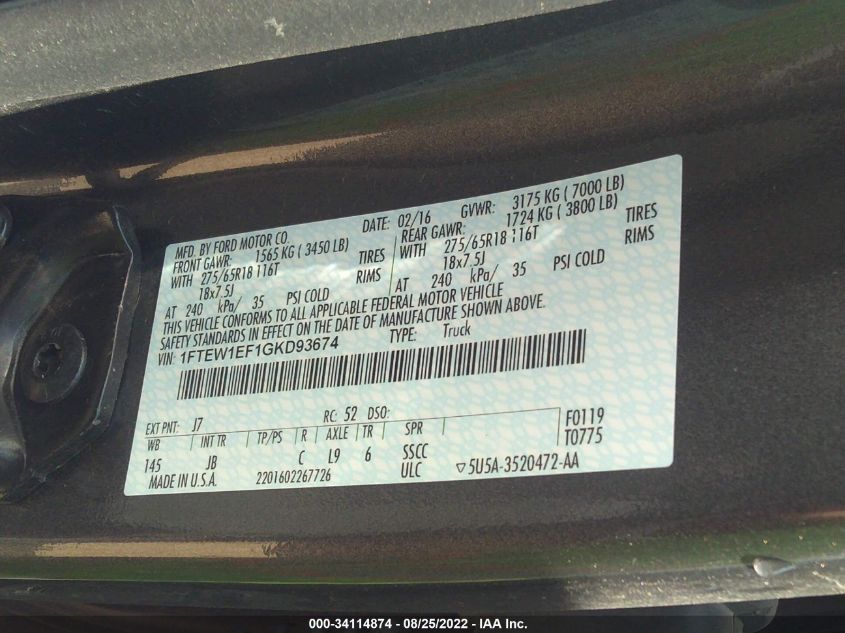 MFD. BY FORD MOTOR CO.
DATE: 02/16 GVWR: 3175 KG ( 7000 LB)
FRONT GAWR: 1565 KG ( 3450 LB) REAR GAWR: 1724 KG ( 3800 LB)
WITH 275/65R18 116T TIRES WITH 275/65R18 116T TIRES
18x7.5J RIMS 18x7.5J RIMS
AT 240 kPa/ 35 PSI COLD AT 240 kPa/ 35 PSI COLD
THIS VEHICLE CONFORMS TO ALL APPLICABLE FEDERAL MOTOR VEHICLE
SAFETY STANDARDS IN EFFECT ON THE DATE OF MANUFACTURE SHOWN ABOVE.
VIN: 1FTEW1EF1GKD93674 TYPE: Truck
EXT PNT: J7 RC: 52 DSO: F0119
WB INT TR TP/PS R AXLE TR SPR T0775
145 JB C L9 6 SSCC
MADE IN U.S.A. 2201602267726 ULC ▽5U5A-3520472-AA
000-34114874 - 08/25/2022 - IAA Inc.